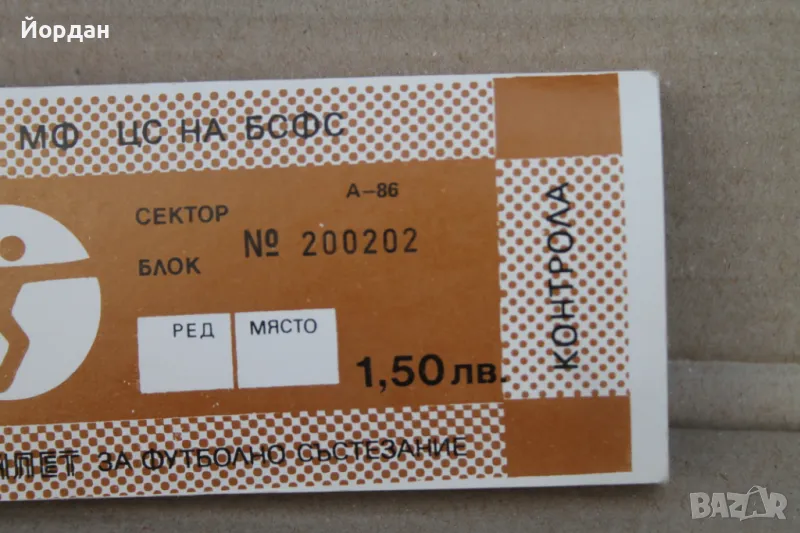 Йордан
МФ ЦС НА БСФС
А-86
СЕКТОР
№ 200202
БЛОК
РЕД
МЯСТО
1,50 лв.
КОНТРОЛА
ЗА ФУТБОЛНО СЪСТЕЗАНИЕ
BAZAR